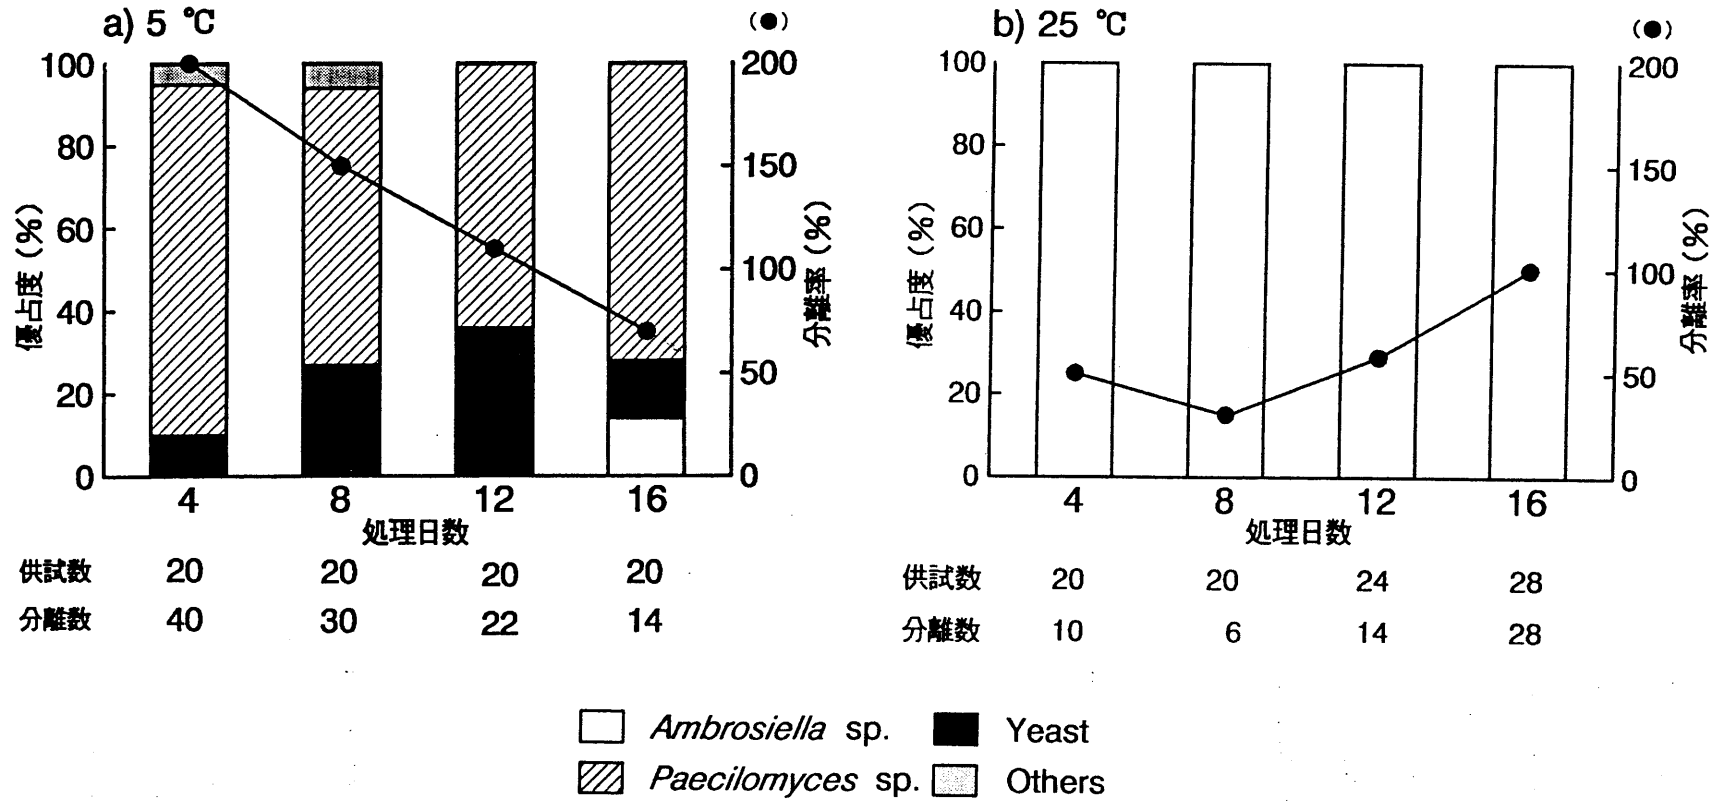 a) 5 ℃
(●)
100
80
60
40
20
0
優占度 (%)
200
150
100
50
0
分離率 (%)
4 8 12 16
処理日数
供試数 20 20 20 20
分離数 40 30 22 14
b) 25 ℃
(●)
100
80
60
40
20
0
優占度 (%)
200
150
100
50
0
分離率 (%)
4 8 12 16
処理日数
供試数 20 20 24 28
分離数 10 6 14 28
Ambrosiella sp. Yeast
Paecilomyces sp. Others